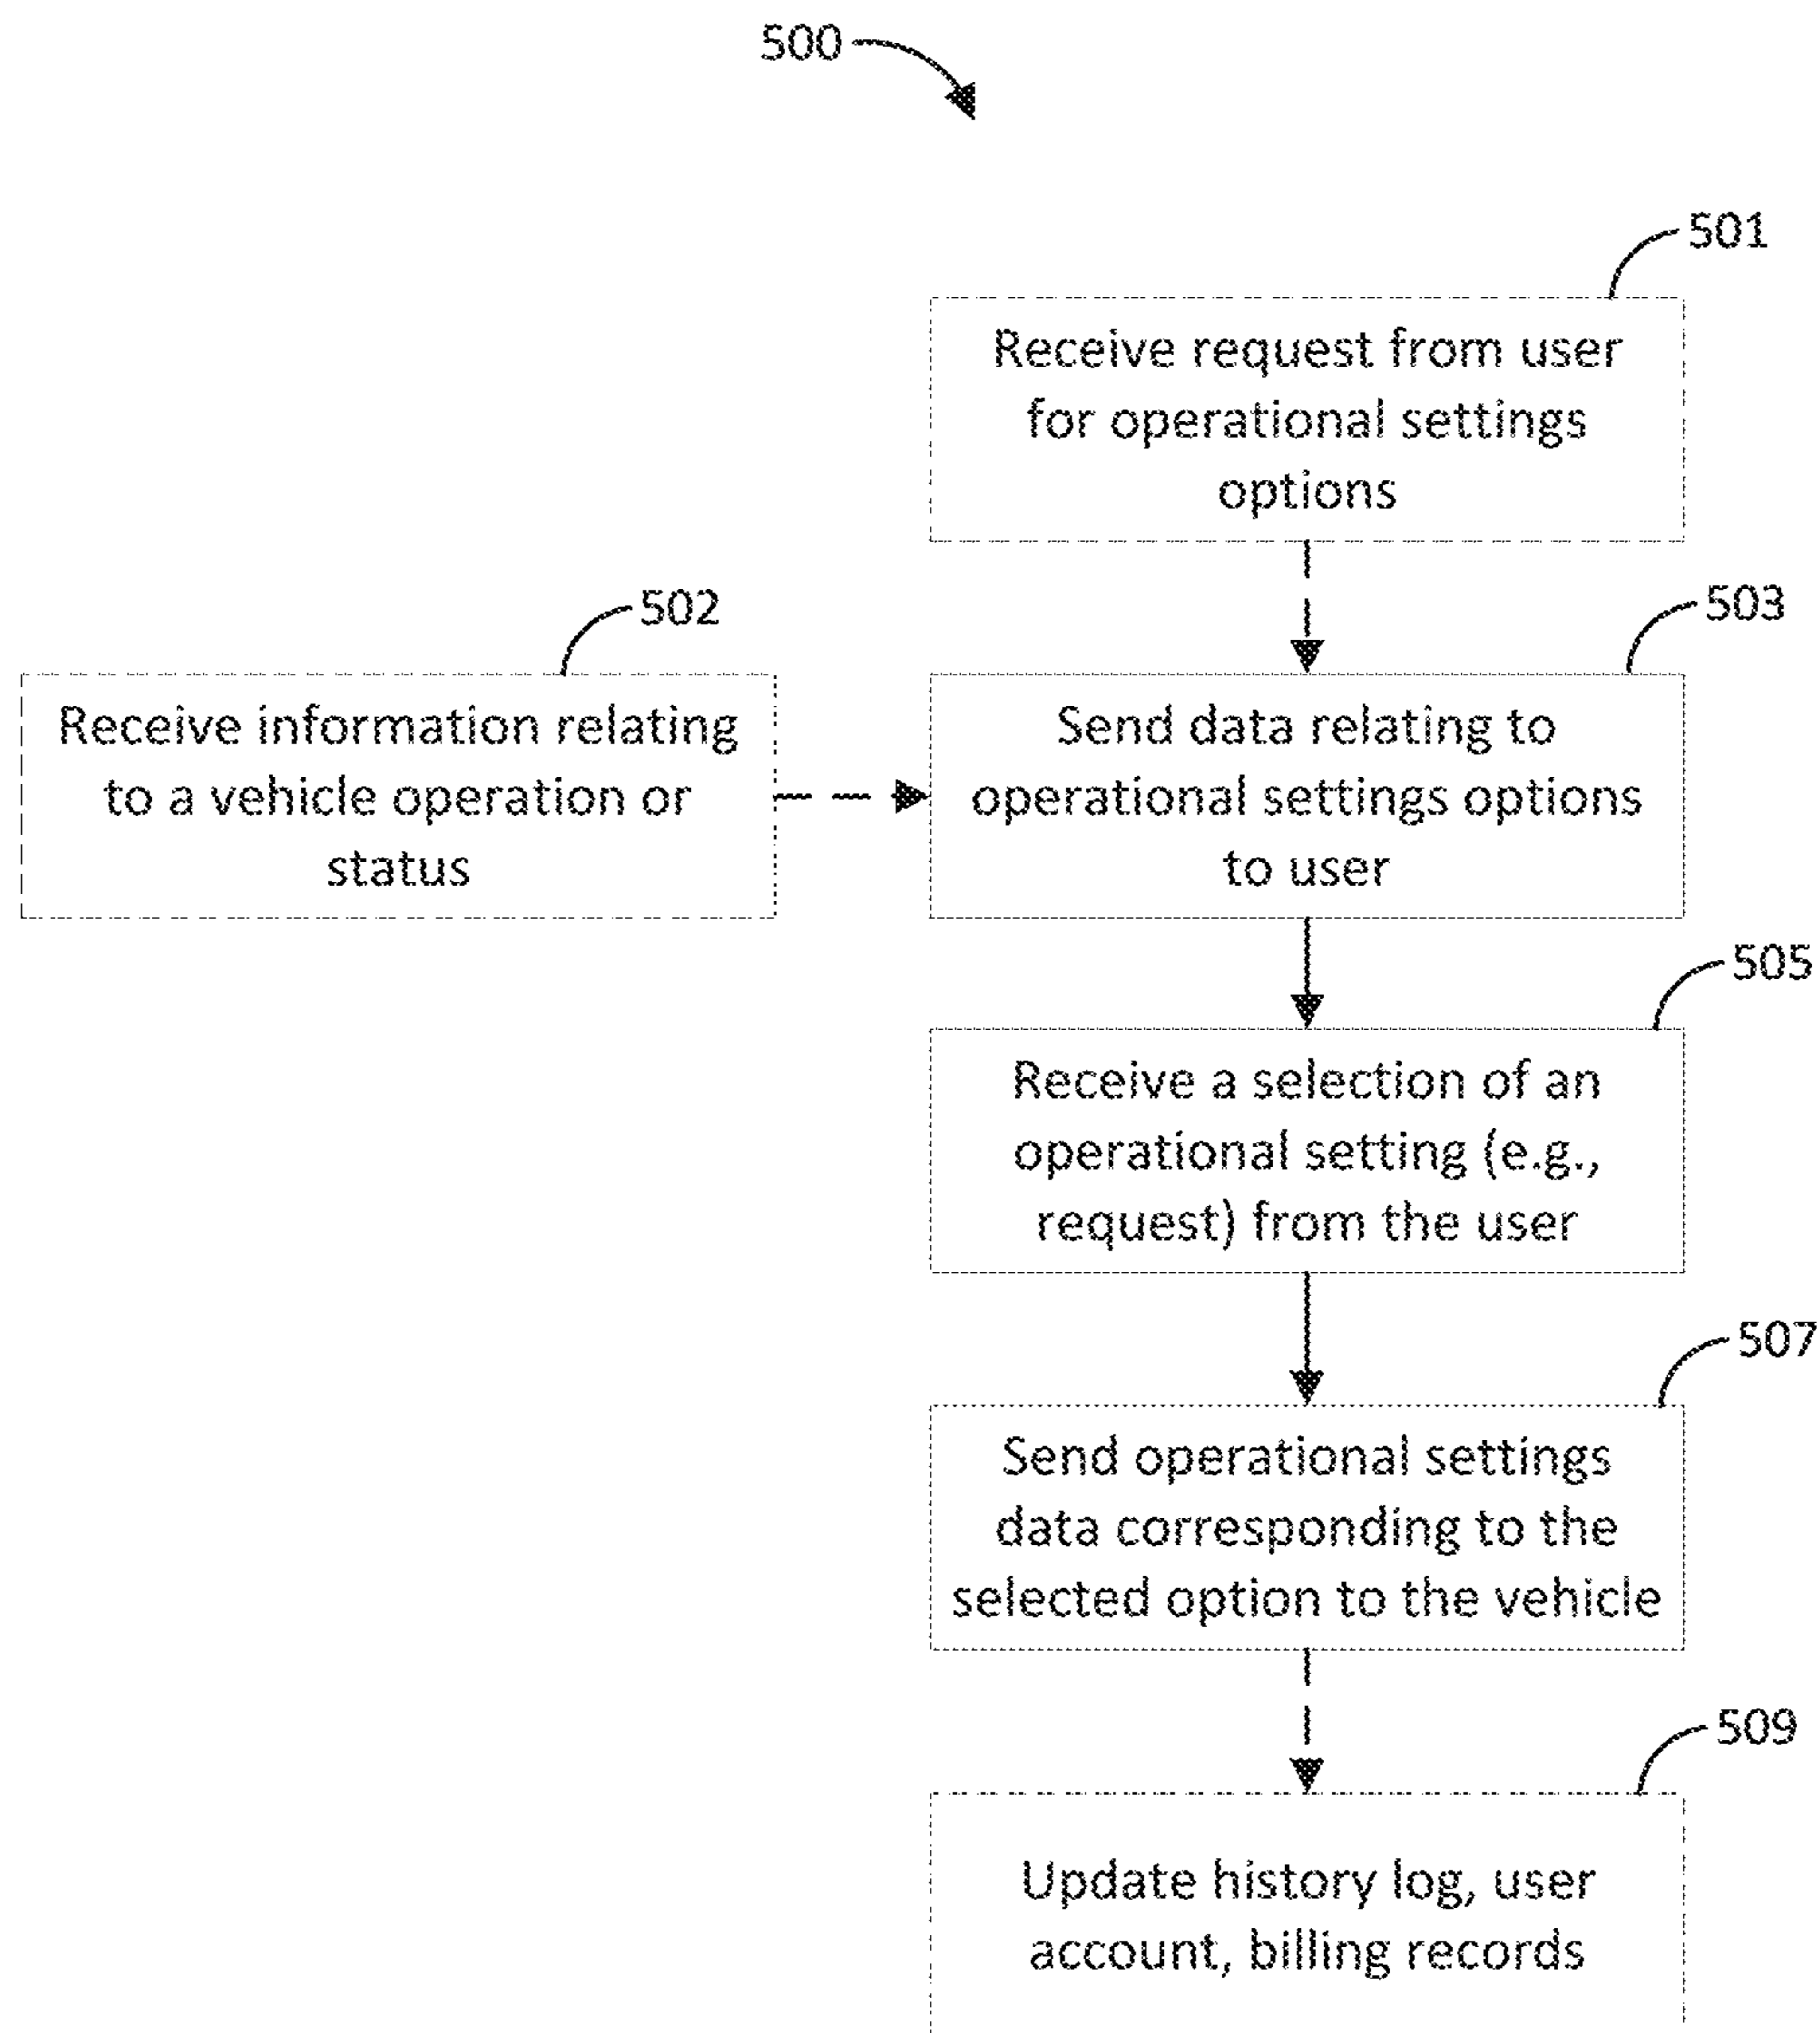 500
501
Receive request from user
for operational settings
options
502
Receive information relating
to a vehicle operation or
status
503
Send data relating to
operational settings options
to user
505
Receive a selection of an
operational setting (e.g.,
request) from the user
507
Send operational settings
data corresponding to the
selected option to the vehicle
509
Update history log, user
account, billing records